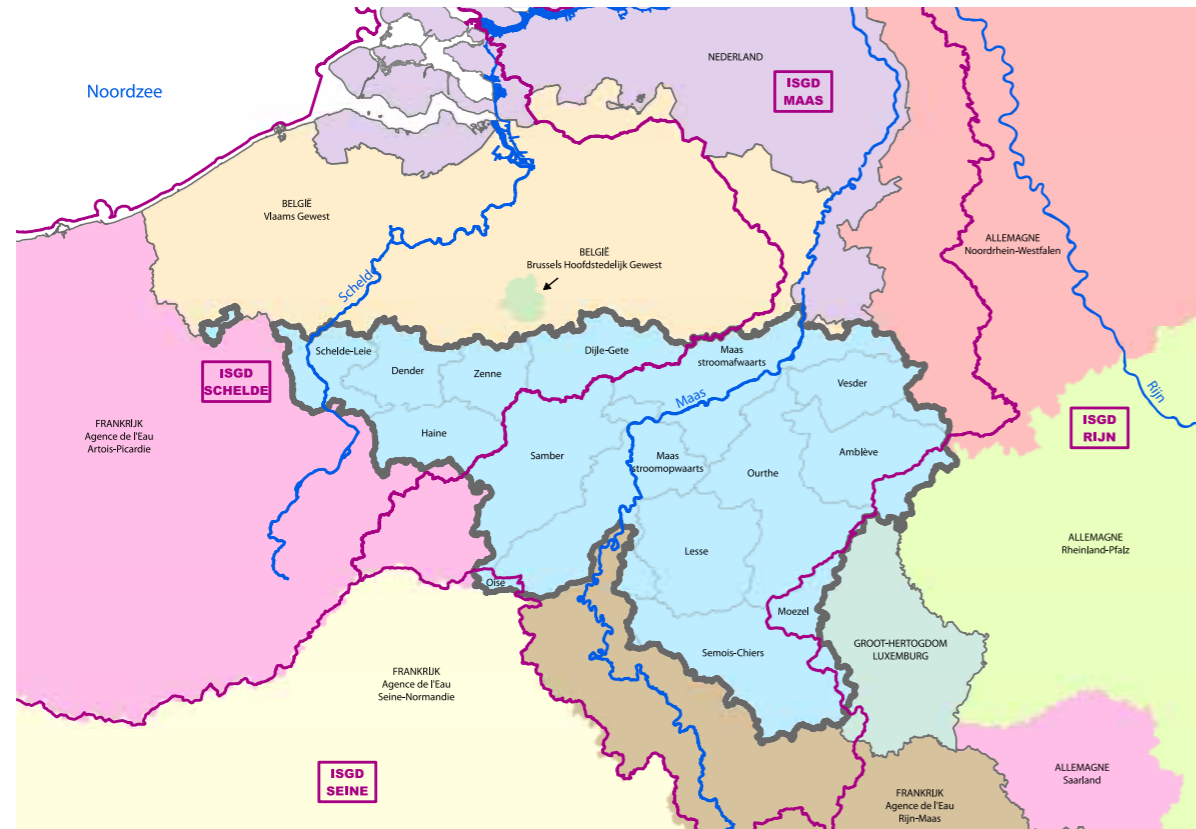 Noordzee
NEDERLAND
ISGD
MAAS
BELGIË
Vlaams Gewest
BELGIË
Brussels Hoofdstedelijk Gewest
ALLEMAGNE
Noordrhein-Westfalen
Schelde
ISGD
SCHELDE
Schelde-Leie
Dender
Zenne
Dijle-Gete
Maas
stroomafwaarts
Vesder
Maas
Rijn
ISGD
RIJN
FRANKRIJK
Agence de l'Eau
Artois-Picardie
Haine
Samber
Maas
stroomopwaarts
Ourthe
Amblève
Lesse
ALLEMAGNE
Rheinland-Pfalz
Oise
Moezel
Semois-Chiers
GROOT-HERTOGDOM
LUXEMBURG
FRANKRIJK
Agence de l'Eau
Seine-Normandie
ISGD
SEINE
ALLEMAGNE
Saarland
FRANKRIJK
Agence de l'Eau
Rijn-Maas